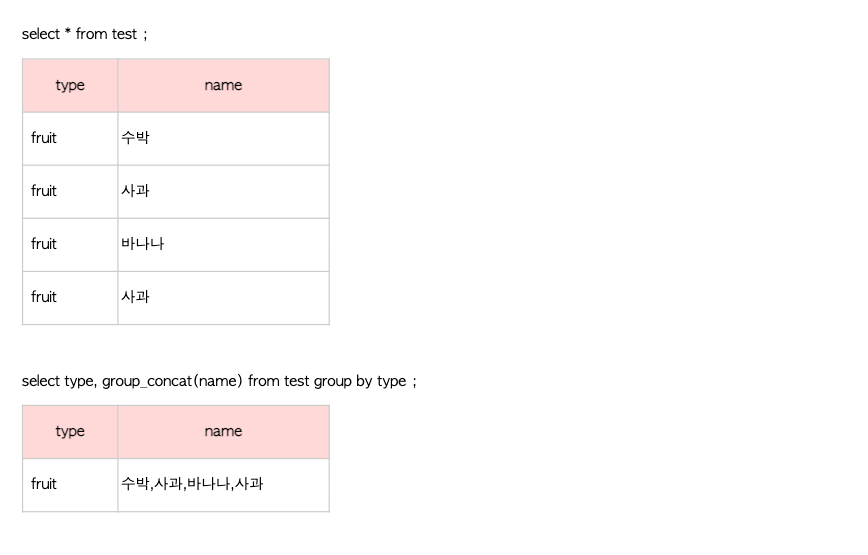 select * from test ;
type name
fruit 수박
fruit 사과
fruit 바나나
fruit 사과
select type, group_concat(name) from test group by type ;
type name
fruit 수박,사과,바나나,사과